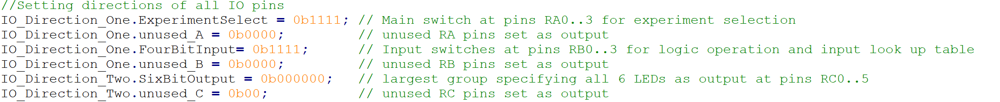 //Setting directions of all IO pins
IO_Direction_One.ExperimentSelect = 0b1111; // Main switch at pins RA0..3 for experiment selection
IO_Direction_One.unused_A = 0b0000;         // unused RA pins set as output
IO_Direction_One.FourBitInput= 0b1111;      // Input switches at pins RB0..3 for logic operation and input look up table
IO_Direction_One.unused_B = 0b0000;         // unused RB pins set as output
IO_Direction_Two.SixBitOutput = 0b000000;   // largest group specifying all 6 LEDs as output at pins RC0..5
IO_Direction_Two.unused_C = 0b00;           // unused RC pins set as output